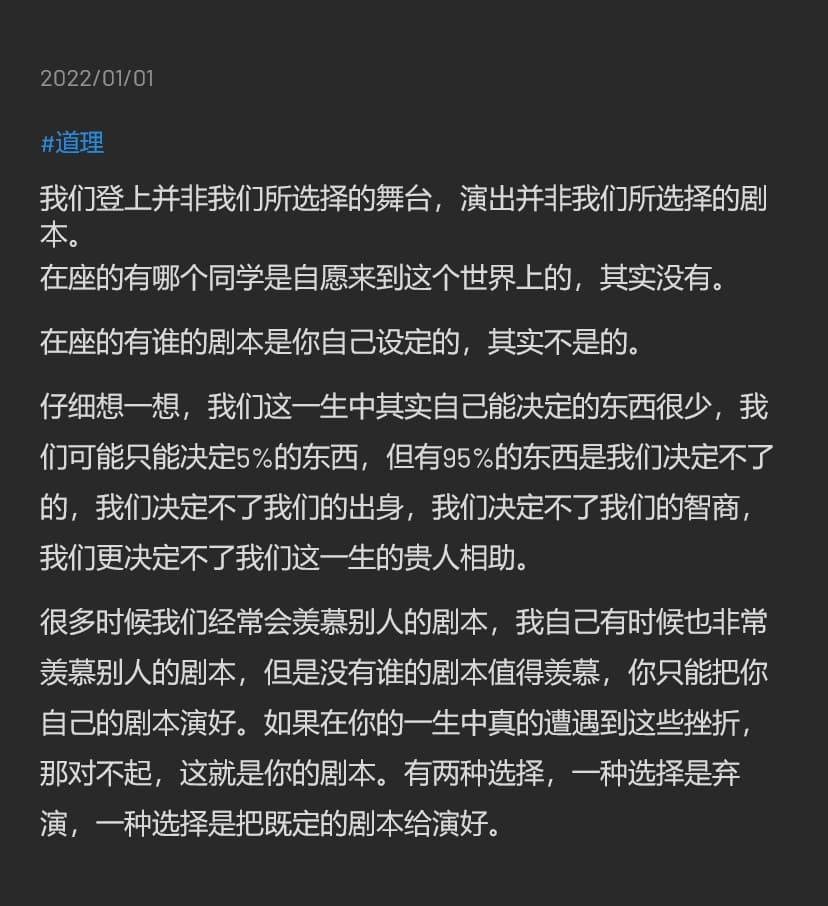 2022/01/01
#道理
我们登上并非我们所选择的舞台，演出并非我们所选择的剧
本。
在座的有哪个同学是自愿来到这个世界上的，其实没有。
在座的有谁的剧本是你自己设定的，其实不是的。
仔细想一想，我们这一生中其实自己能决定的东西很少，我
们可能只能决定5%的东西，但有95%的东西是我们决定不了
的，我们决定不了我们的出身，我们决定不了我们的智商，
我们更决定不了我们这一生的贵人相助。
很多时候我们经常会羡慕别人的剧本，我自己有时候也非常
羡慕别人的剧本，但是没有谁的剧本值得羡慕，你只能把你
自己的剧本演好。如果在你的一生中真的遭遇到这些挫折，
那对不起，这就是你的剧本。有两种选择，一种选择是弃
演，一种选择是把既定的剧本给演好。